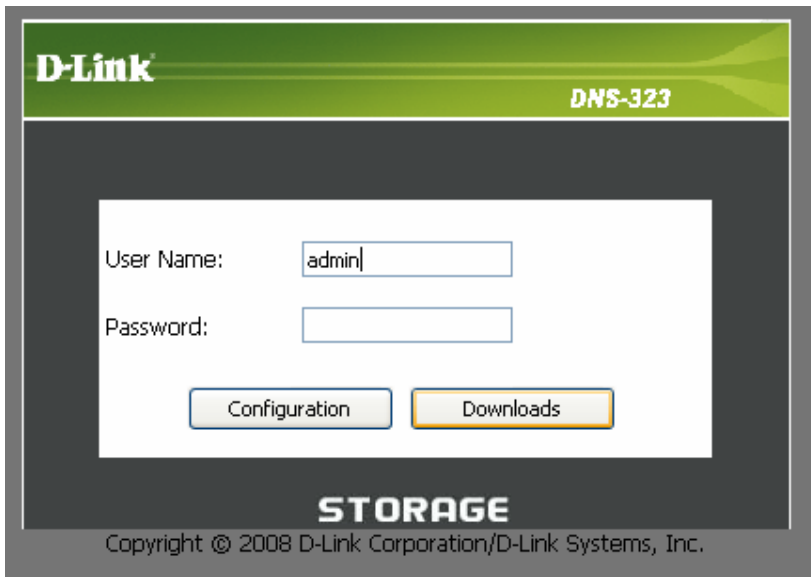 D-Link
DNS-323
User Name: admin
Password:
Configuration Downloads
STORAGE
Copyright © 2008 D-Link Corporation/D-Link Systems, Inc.